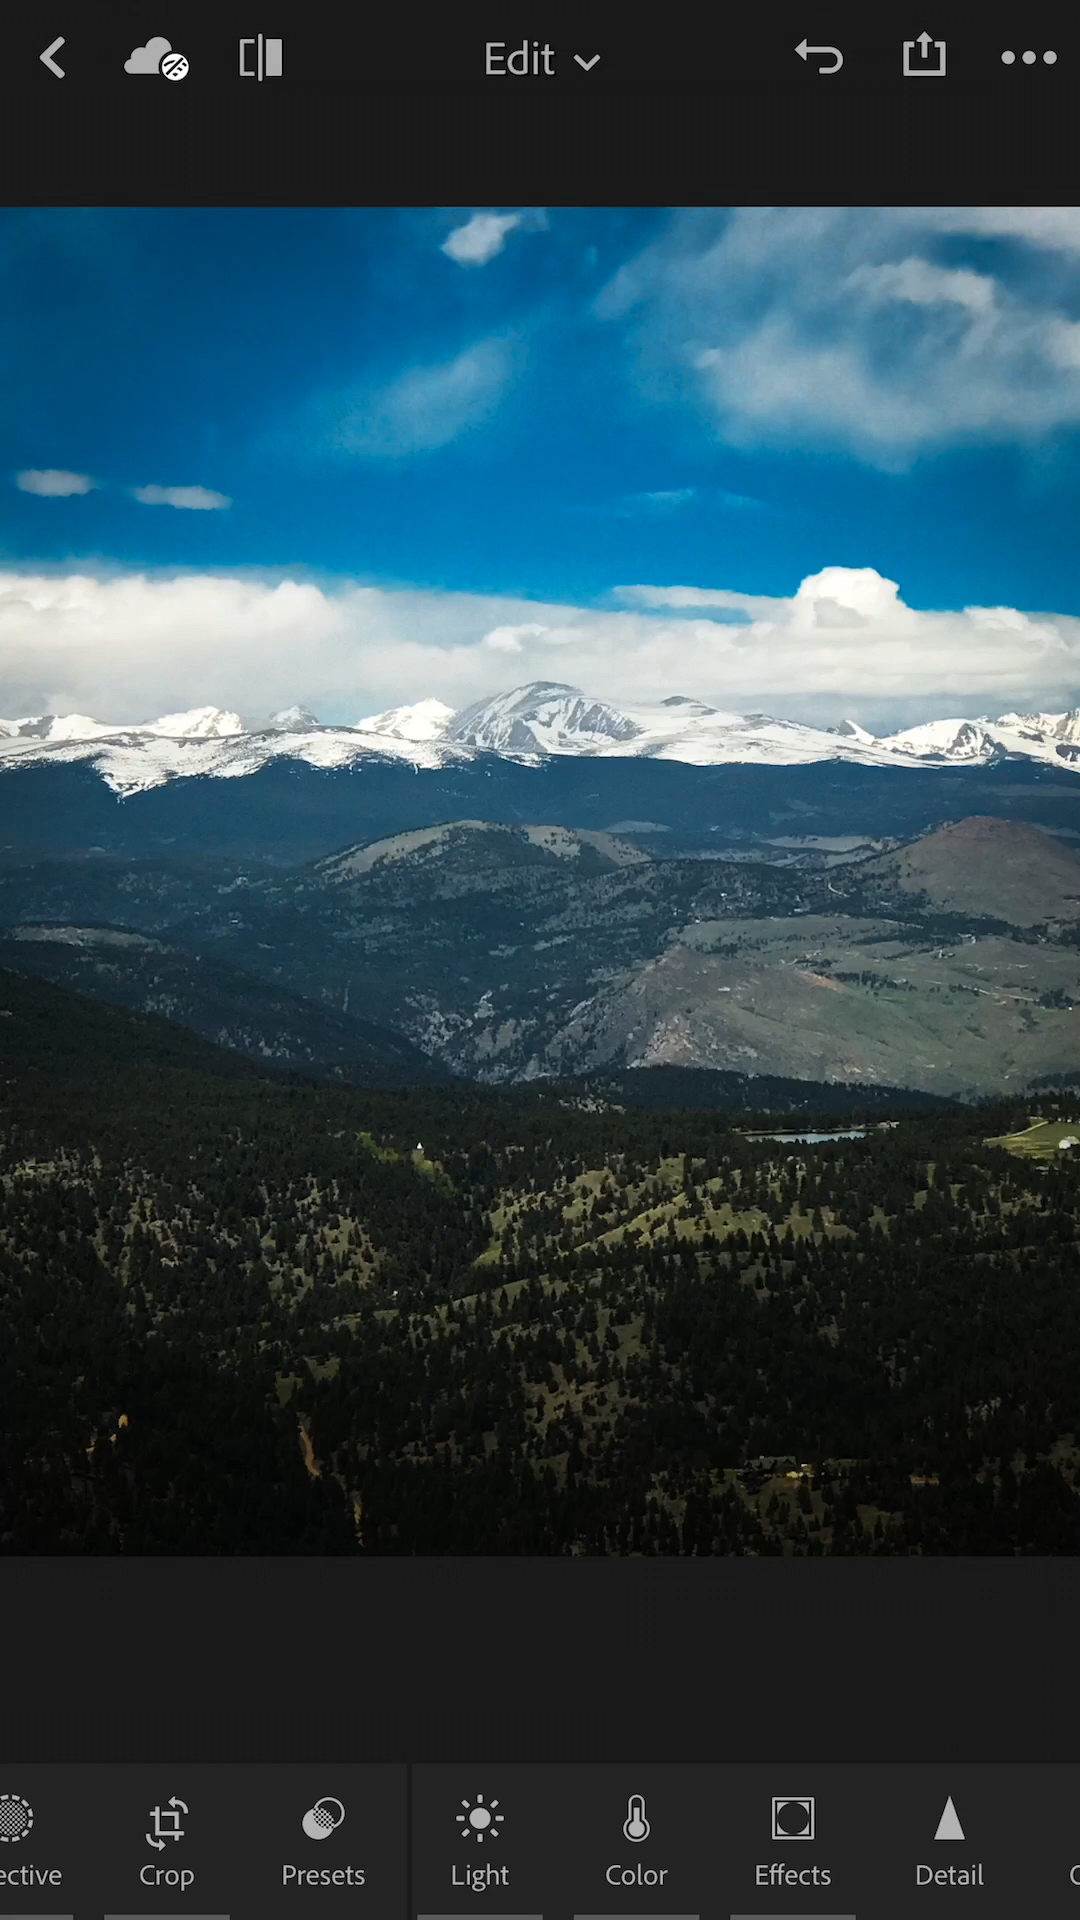 Edit
ective
Crop
Presets
Light
Color
Effects
Detail